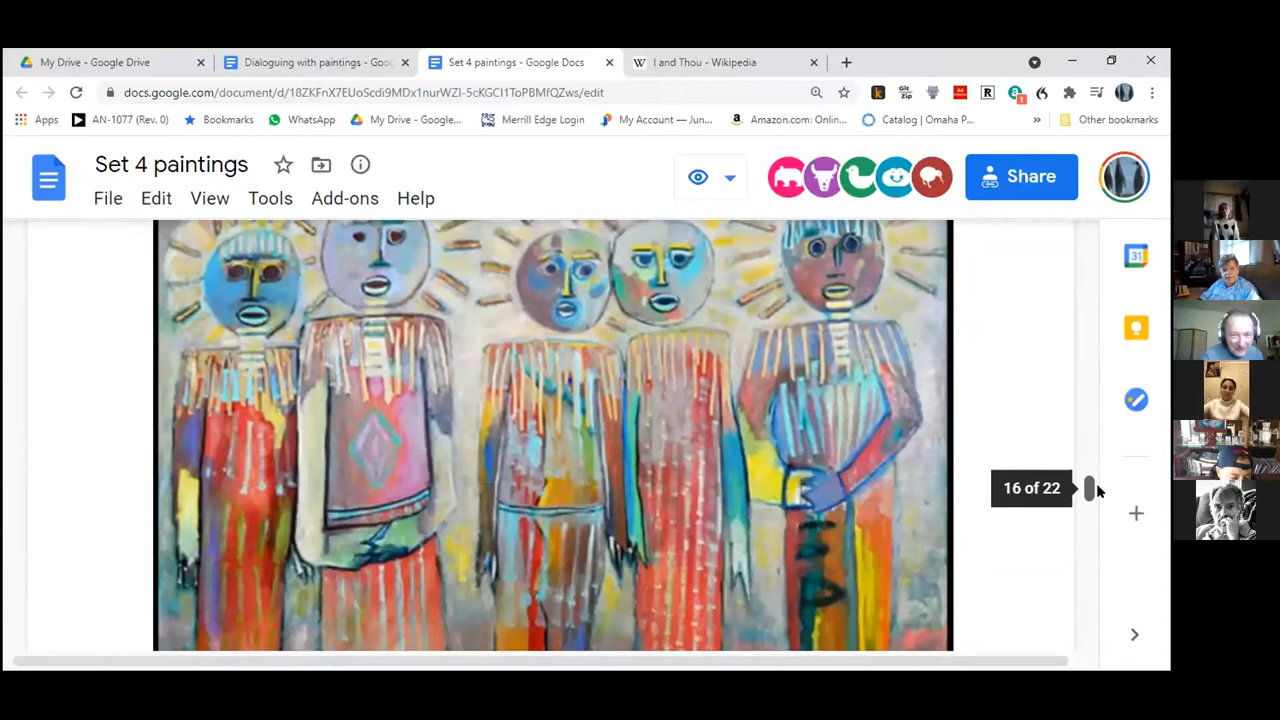 My Drive - Google Drive
Dialoguing with paintings - Goo
Set 4 paintings - Google Docs
W I and Thou - Wikipedia
docs.google.com/document/d/18ZKFnX7EUoScdi9MDx1nurWZI-5cKGCI1ToPBMfQZws/edit
Apps
AN-1077 (Rev. 0)
Bookmarks
WhatsApp
My Drive - Google...
Merrill Edge Login
My Account — Jun...
Amazon.com: Onlin...
Catalog | Omaha P...
»
Other bookmarks
Set 4 paintings
Share
File Edit View Tools Add-ons Help
31
16 of 22